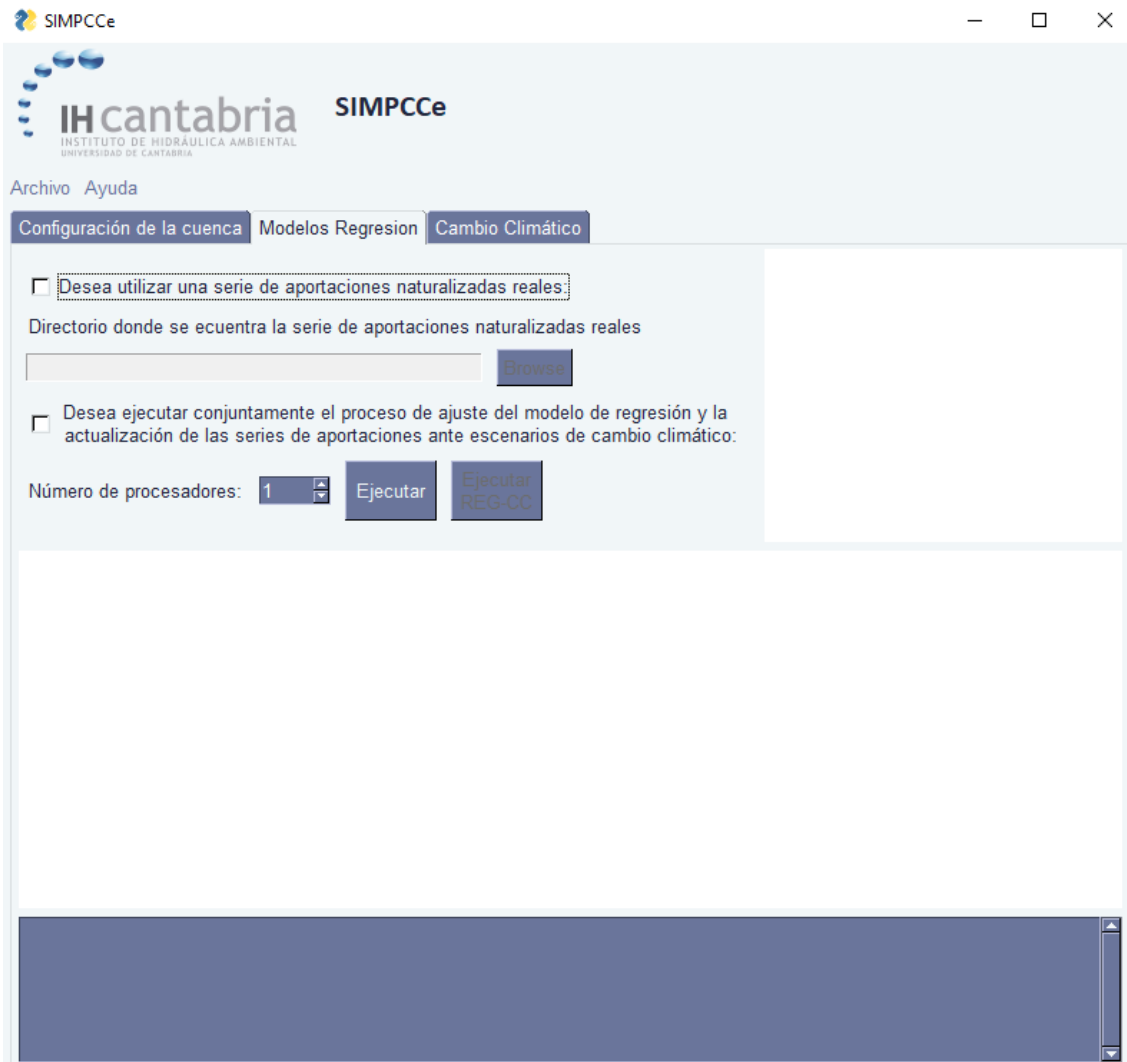 SIMPCCe
IHcantabria
INSTITUTO DE HIDRÁULICA AMBIENTAL
UNIVERSIDAD DE CANTABRIA
SIMPCCe
Archivo Ayuda
Configuración de la cuenca Modelos Regresion Cambio Climático
Desea utilizar una serie de aportaciones naturalizadas reales:
Directorio donde se ecuentra la serie de aportaciones naturalizadas reales
Browse
Desea ejecutar conjuntamente el proceso de ajuste del modelo de regresión y la
actualización de las series de aportaciones ante escenarios de cambio climático:
Número de procesadores: 1 Ejecutar Ejecutar
REG-CC